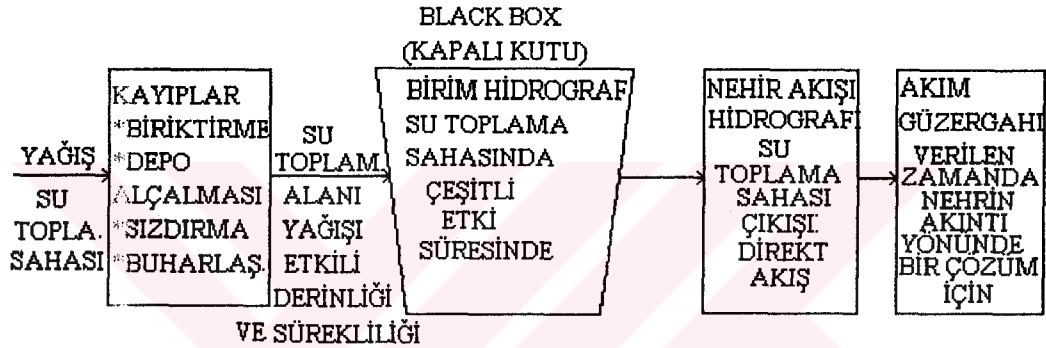 BLACK BOX
(KAPALI KUTU)
YAĞIŞ
SU
TOPLA.
SAHASI
KAYIPLAR
*BİRİKTİRME
*DEPO
ALÇALMASI
*SIZDIRMA
*BUHARLAŞ.
SU
TOPLAM.
ALANI
YAĞIŞI
ETKİLİ
DERİNLİĞİ
VE SÜREKLİLİĞİ
BİRİM HİDROGRAF
SU TOPLAMA
SAHASINDA
ÇEŞİTLİ
ETKİ
SÜRESİNDE
NEHİR AKIŞI
HİDROGRAFI
SU
TOPLAMA
SAHASI
ÇIKIŞI.
DİREKT
AKIŞ
AKIM
GÜZERGAHI
VERİLEN
ZAMANDA
NEHRİN
AKINTI
YÖNÜNDE
BİR ÇÖZÜM
İÇİN